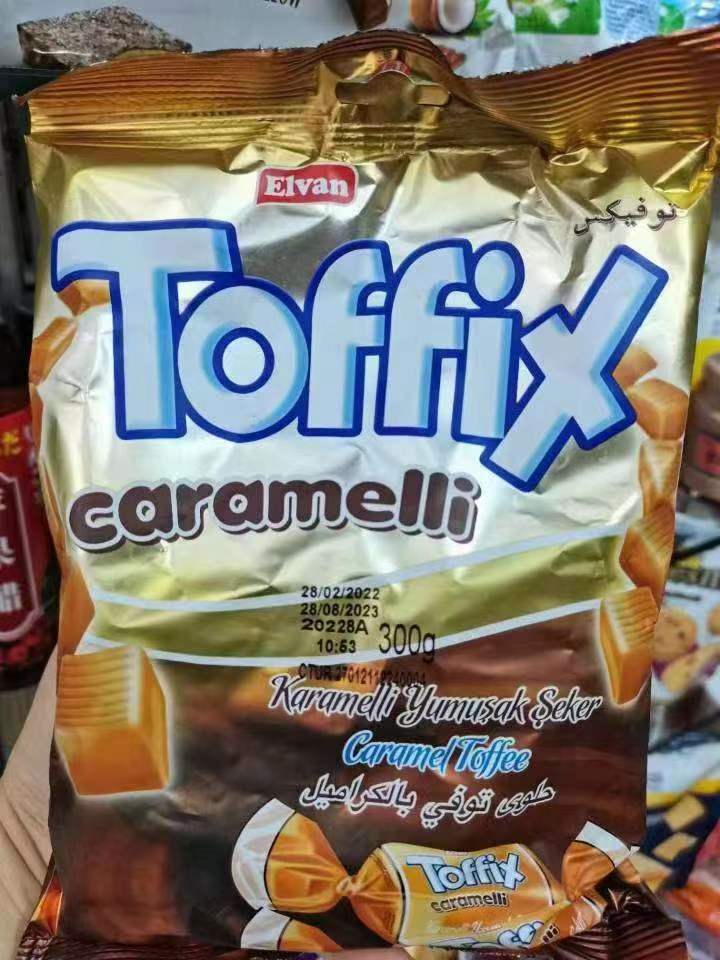 Elvan
توفيكس
Toffix
caramelli
28/02/2022
28/08/2023
20228A
10:53
300g
Karamelli Yumuşak Şeker
Caramel Toffee
حلوى توفي بالكراميل
Toffix
caramelli